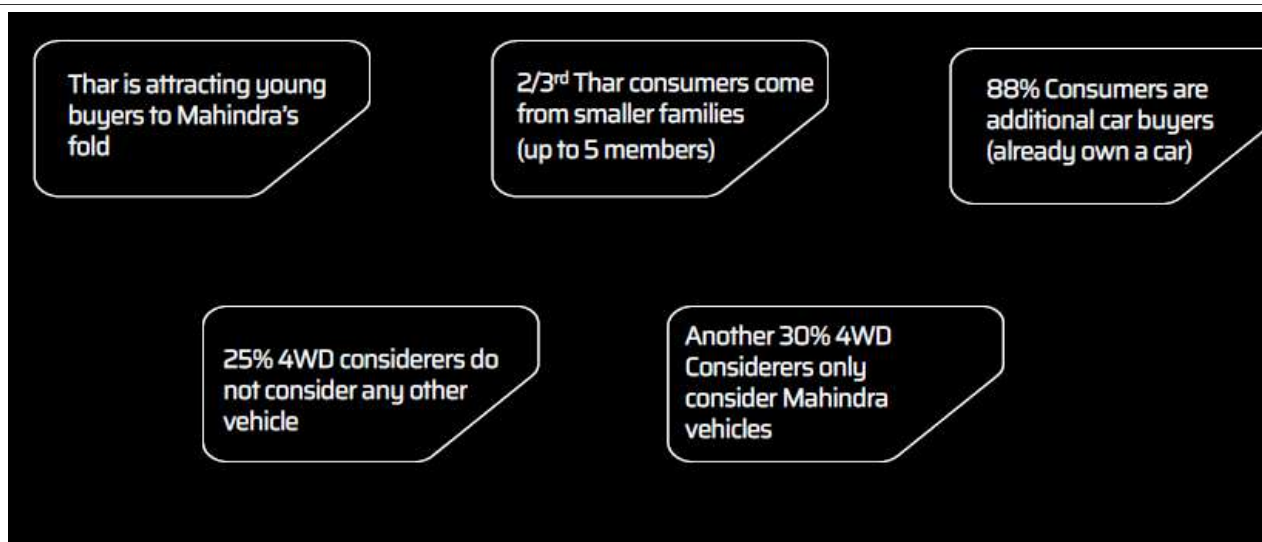 Thar is attracting young
buyers to Mahindra's
fold
2/3rd Thar consumers come
from smaller families
(up to 5 members)
88% Consumers are
additional car buyers
(already own a car)
25% 4WD considerers do
not consider any other
vehicle
Another 30% 4WD
Considerers only
consider Mahindra
vehicles